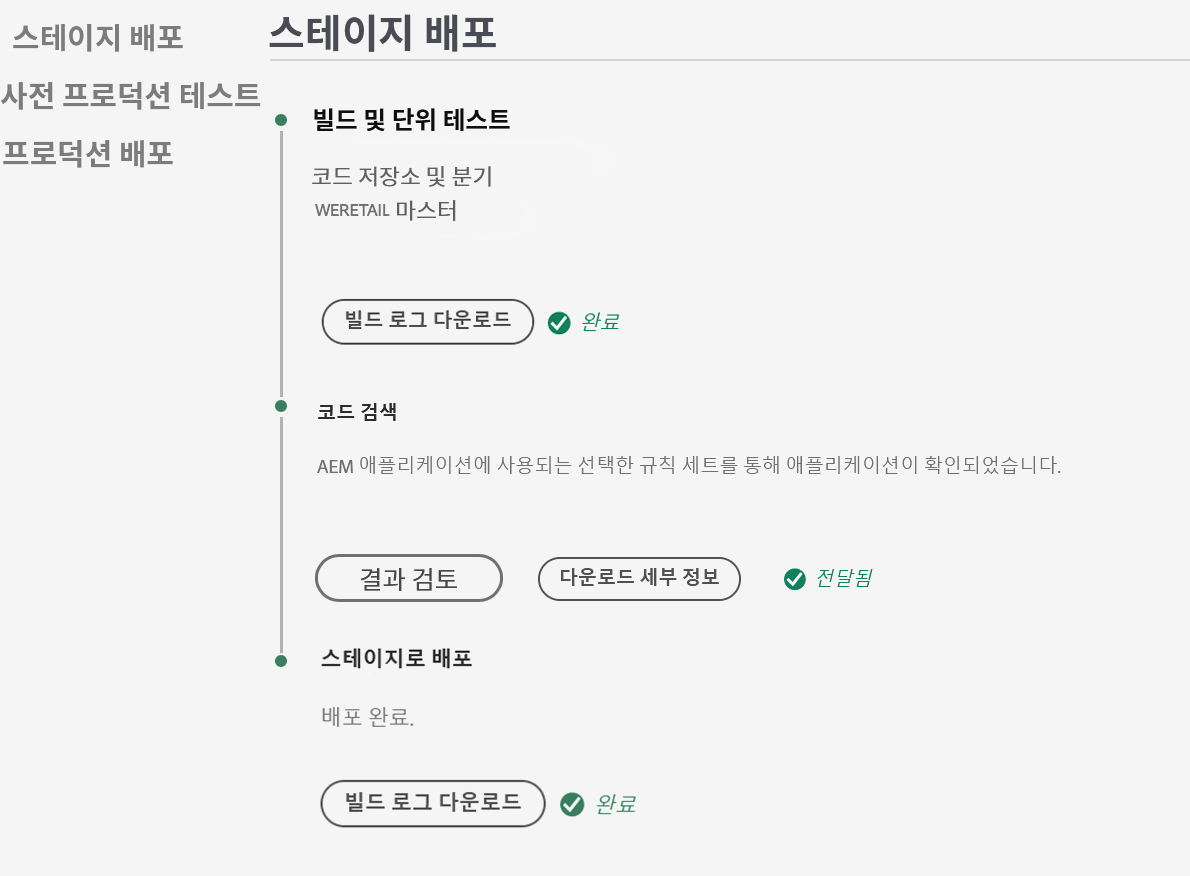 스테이지 배포
사전 프로덕션 테스트
프로덕션 배포
스테이지 배포
빌드 및 단위 테스트
코드 저장소 및 분기
WERETAIL 마스터
빌드 로그 다운로드 완료
코드 검색
AEM 애플리케이션에 사용되는 선택한 규칙 세트를 통해 애플리케이션이 확인되었습니다.
결과 검토 다운로드 세부 정보 전달됨
스테이지로 배포
배포 완료.
빌드 로그 다운로드 완료